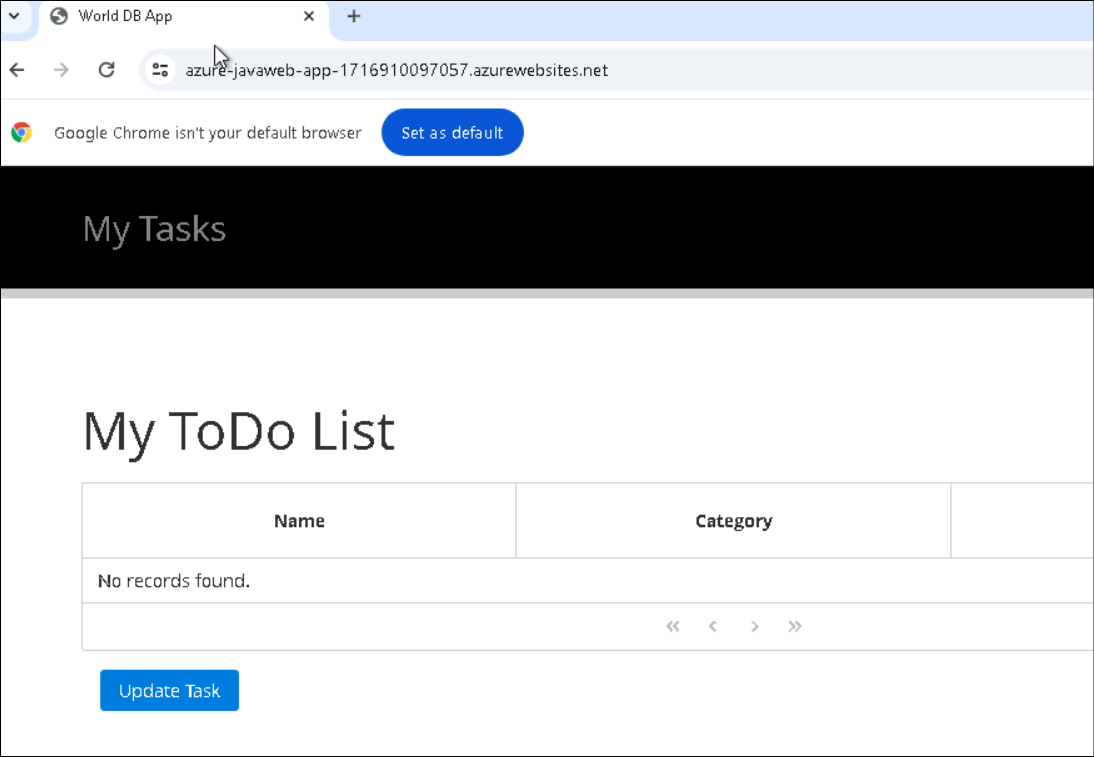 World DB App
azure-javaweb-app-1716910097057.azurewebsites.net
Google Chrome isn't your default browser Set as default
My Tasks
My ToDo List
Name Category
No records found.
Update Task